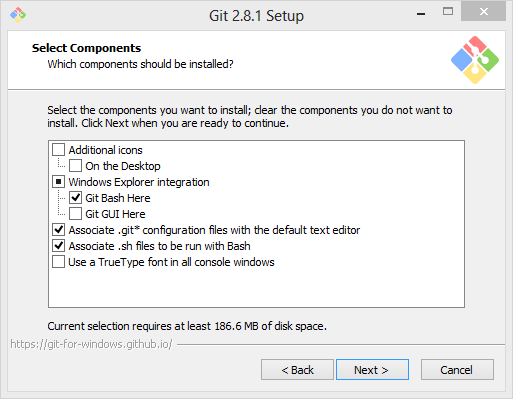 Git 2.8.1 Setup
Select Components
Which components should be installed?
Select the components you want to install; clear the components you do not want to
install. Click Next when you are ready to continue.
Additional icons
On the Desktop
Windows Explorer integration
Git Bash Here
Git GUI Here
Associate .git* configuration files with the default text editor
Associate .sh files to be run with Bash
Use a TrueType font in all console windows
Current selection requires at least 186.6 MB of disk space.
https://git-for-windows.github.io/
< Back
Next >
Cancel